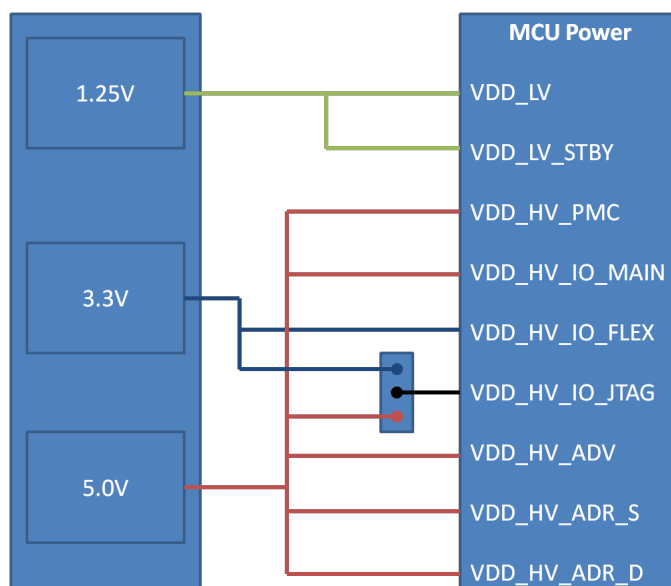 MCU Power
1.25V
VDD_LV
VDD_LV_STBY
VDD_HV_PMC
3.3V
VDD_HV_IO_MAIN
VDD_HV_IO_FLEX
VDD_HV_IO_JTAG
VDD_HV_ADV
5.0V
VDD_HV_ADR_S
VDD_HV_ADR_D